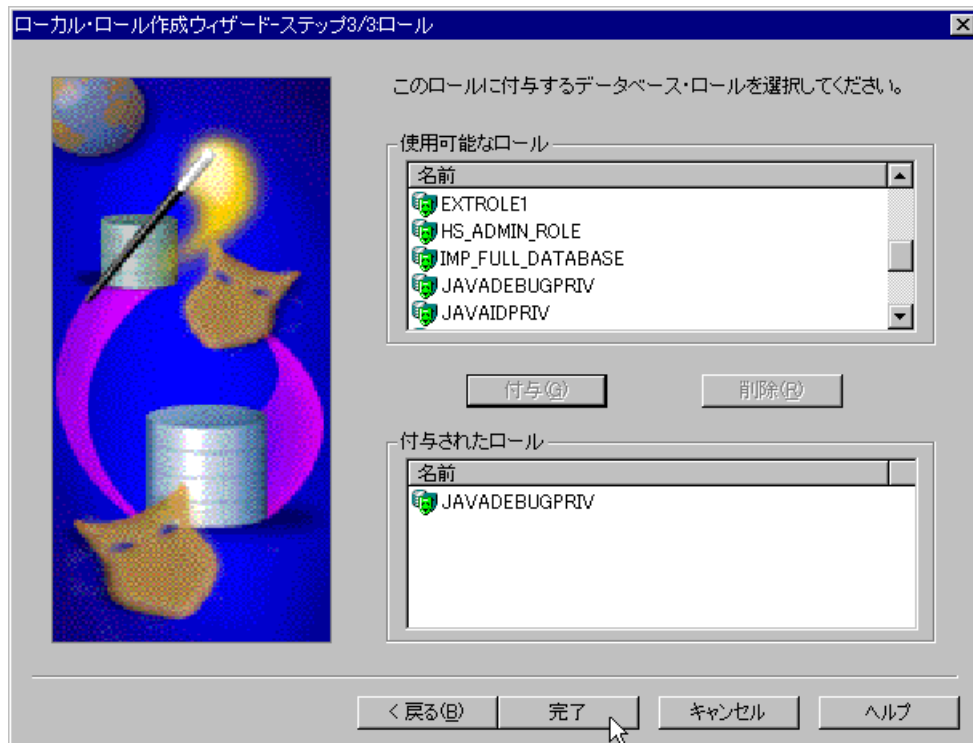 ローカル・ロール作成ウィザード-ステップ3/3:ロール
このロールに付与するデータベース・ロールを選択してください。
使用可能なロール
名前
EXTROLE1
HS_ADMIN_ROLE
IMP_FULL_DATABASE
JAVADEBUGPRIV
JAVAIDPRIV
付与(G)
削除(R)
付与されたロール
名前
JAVADEBUGPRIV
< 戻る(B)
完了
キャンセル
ヘルプ